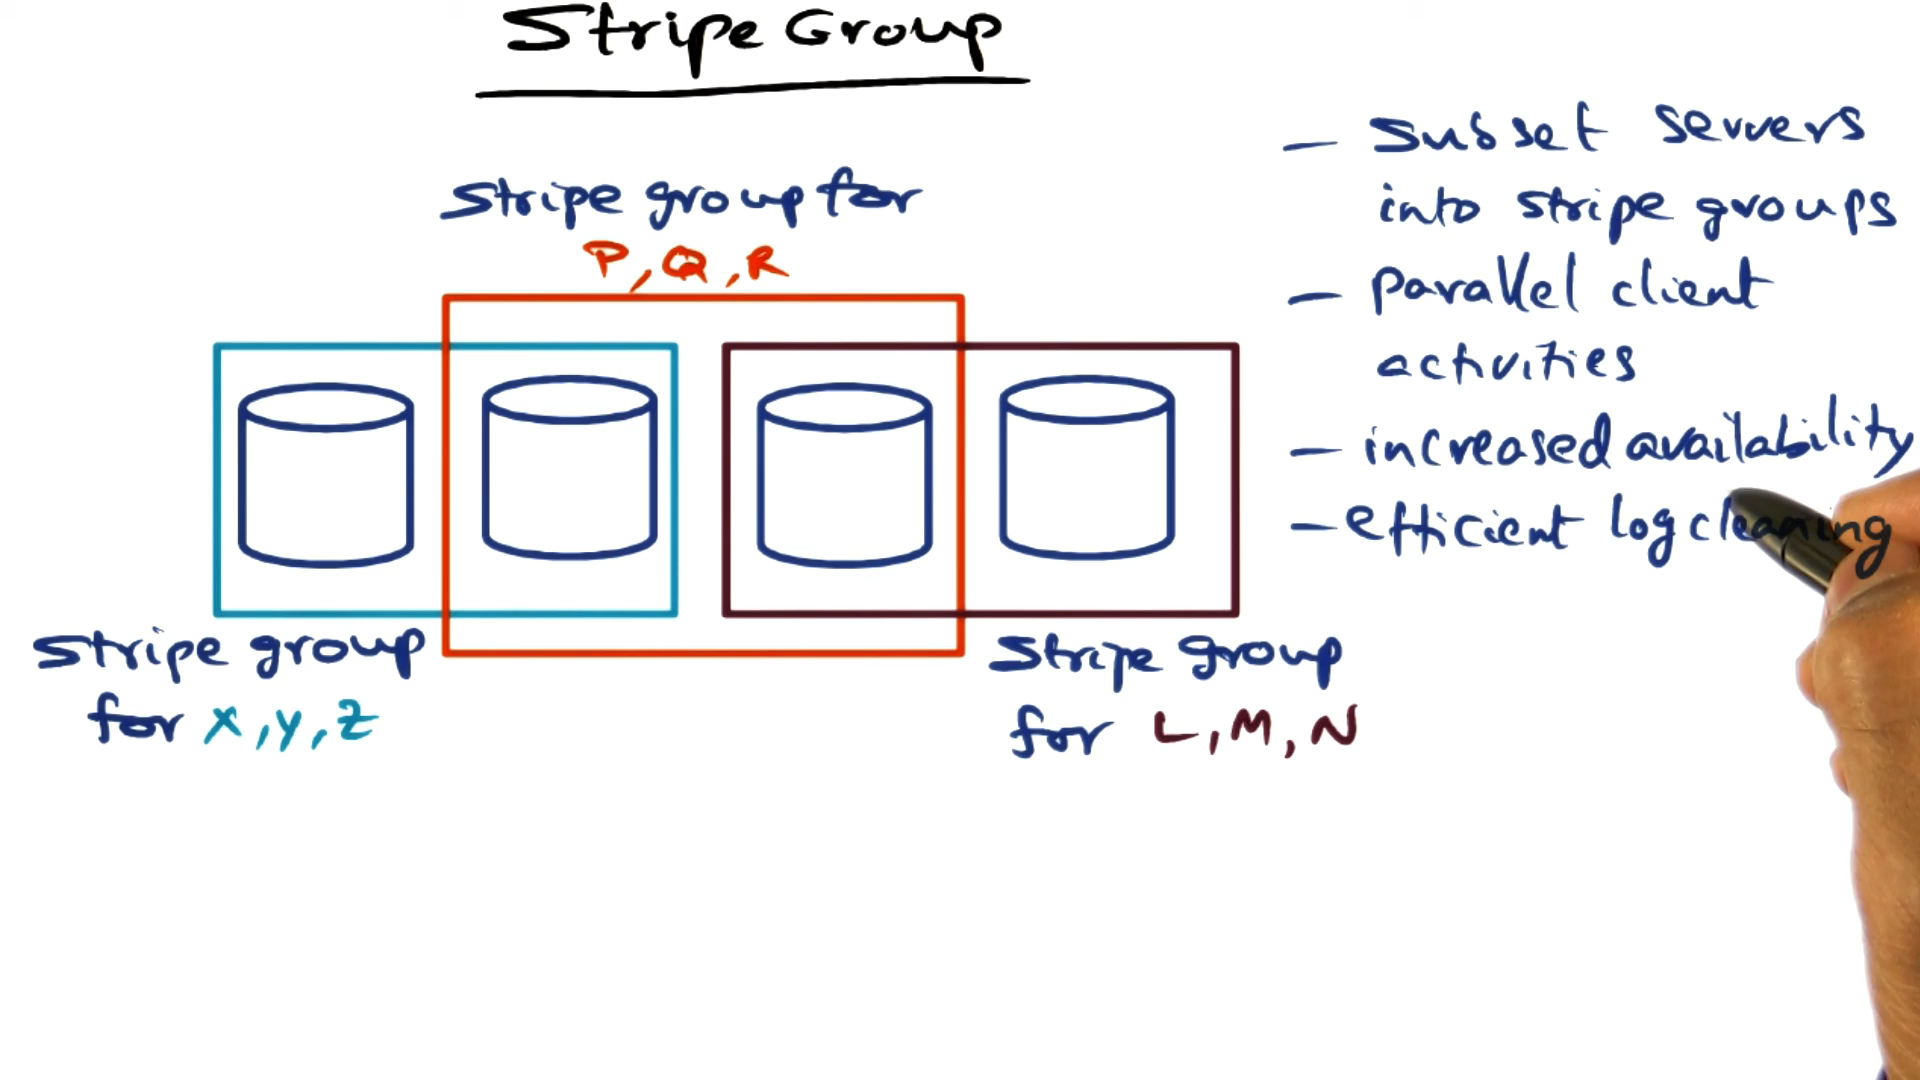 Stripe Group
Stripe group for
P, Q, R
Stripe group
for X, Y, Z
Stripe group
for L, M, N
- subset servers
into stripe groups
- parallel client
activities
- increased availability
- efficient log cleaning